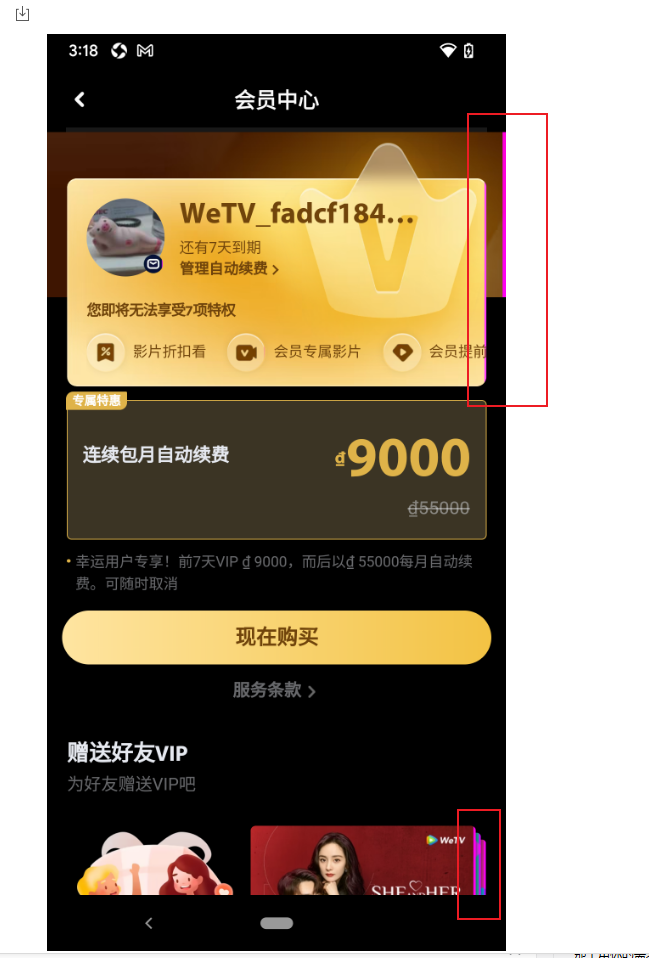 3:18
会员中心
WeTV_fadcf184...
还有7天到期
管理自动续费
您即将无法享受7项特权
影片折扣看 会员专属影片 会员提前
专属特惠
连续包月自动续费
₫9000
₫55000
• 幸运用户专享！前7天VIP ₫ 9000，而后以₫ 55000每月自动续
费。可随时取消
现在购买
服务条款
赠送好友VIP
为好友赠送VIP吧
WeTV
SHE HER